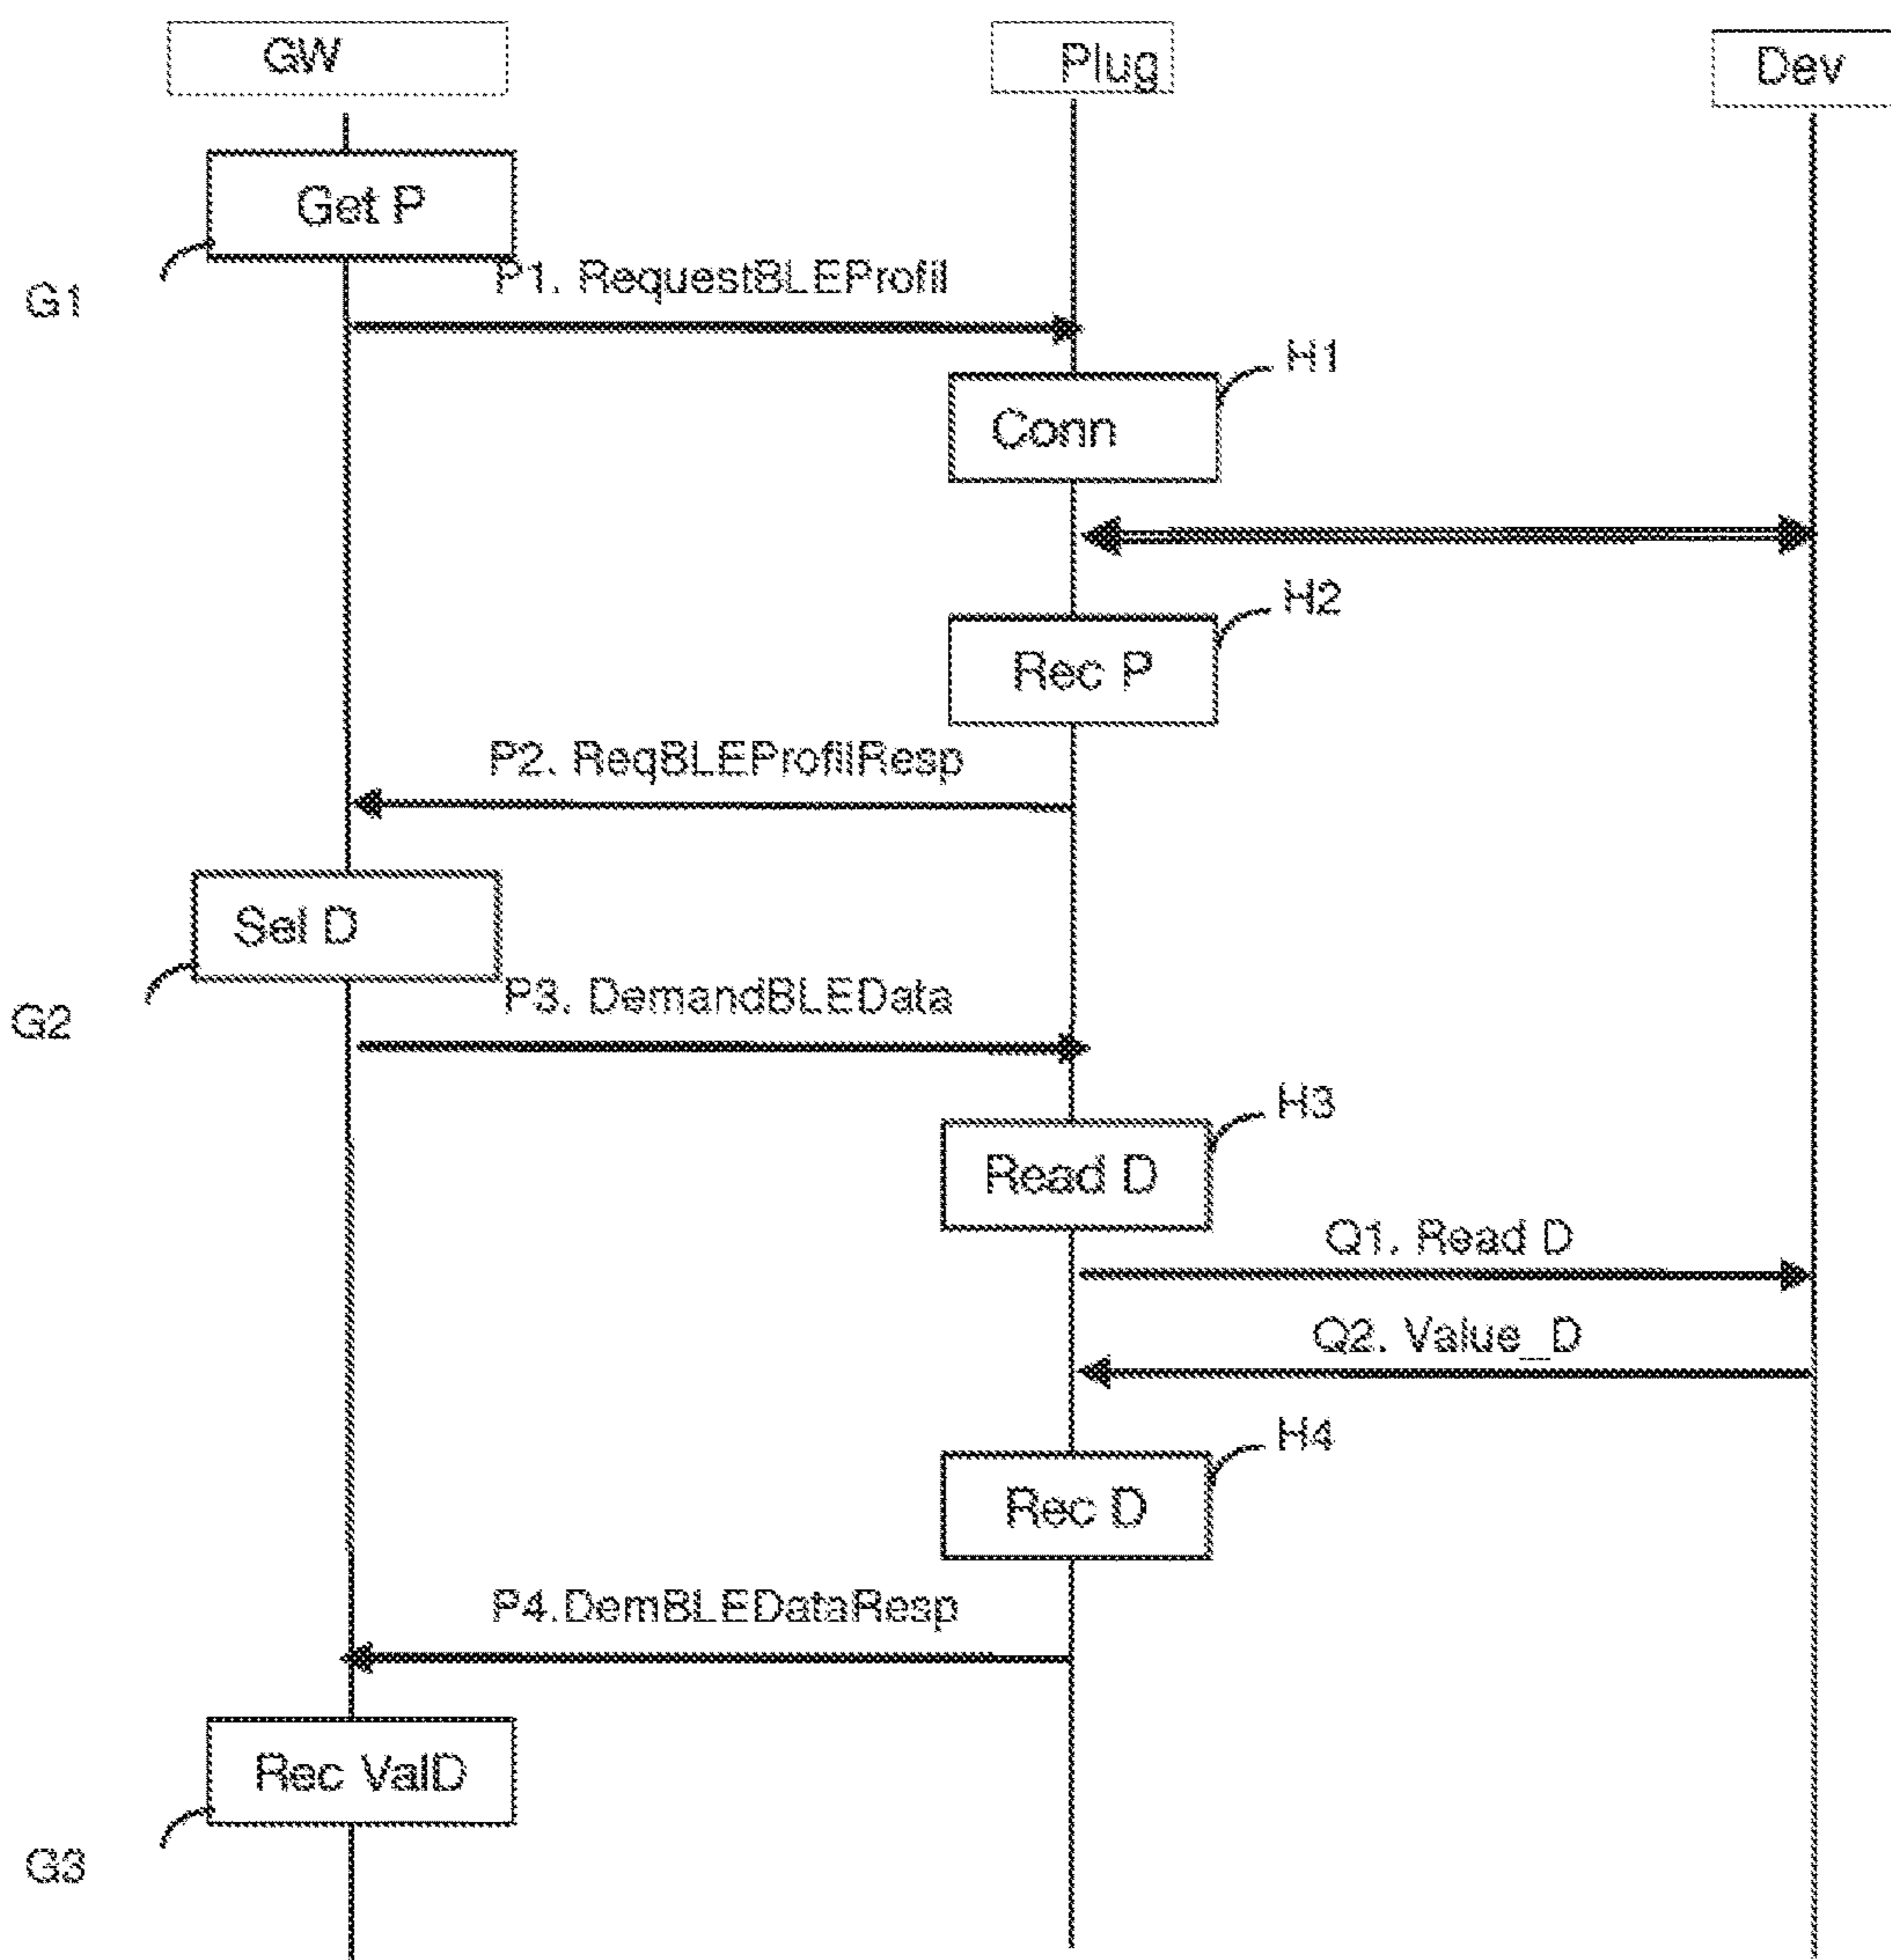 GW
Plug
Dev
Get P
G1
P1. RequestBLEProfil
H1
Conn
H2
Rec P
P2. ReqBLEProfilResp
Sel D
G2
P3. DemandBLEData
H3
Read D
Q1. Read D
Q2. Value_D
H4
Rec D
P4.DemBLEDataResp
Rec ValD
G3